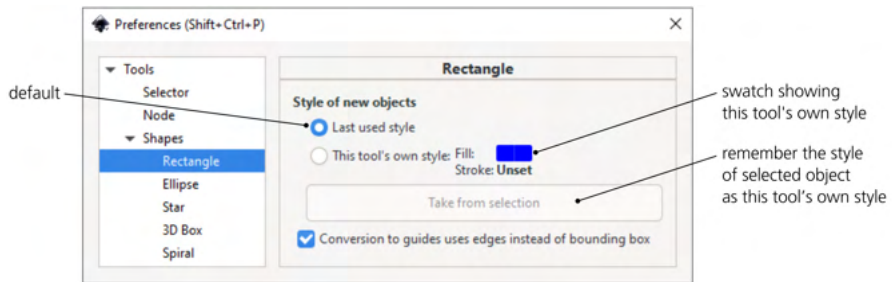 Preferences (Shift+Ctrl+P)
Tools
Selector
Node
Shapes
Rectangle
Ellipse
Star
3D Box
Spiral
Rectangle
Style of new objects
Last used style
This tool's own style: Fill:
Stroke: Unset
Take from selection
Conversion to guides uses edges instead of bounding box
default
swatch showing
this tool's own style
remember the style
of selected object
as this tool's own style